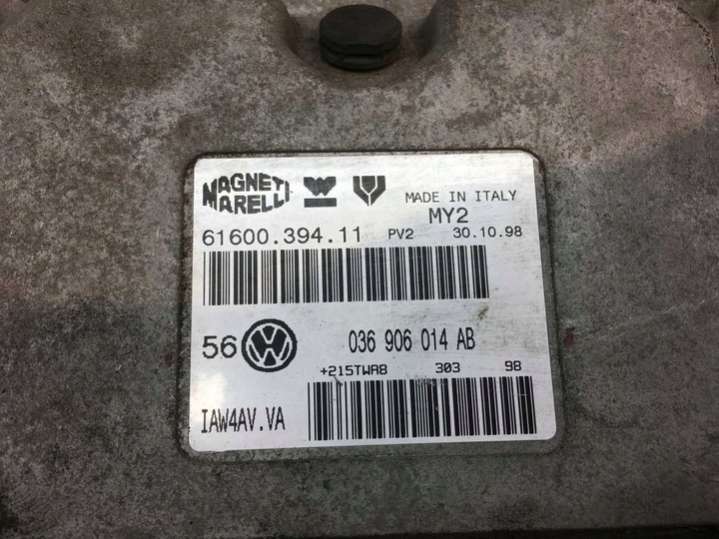 MAGNETI MARELLI
MADE IN ITALY
MY2
61600.394.11 PV2 30.10.98
56 036 906 014 AB
+215TWA8 303 98
IAW4AV.VA